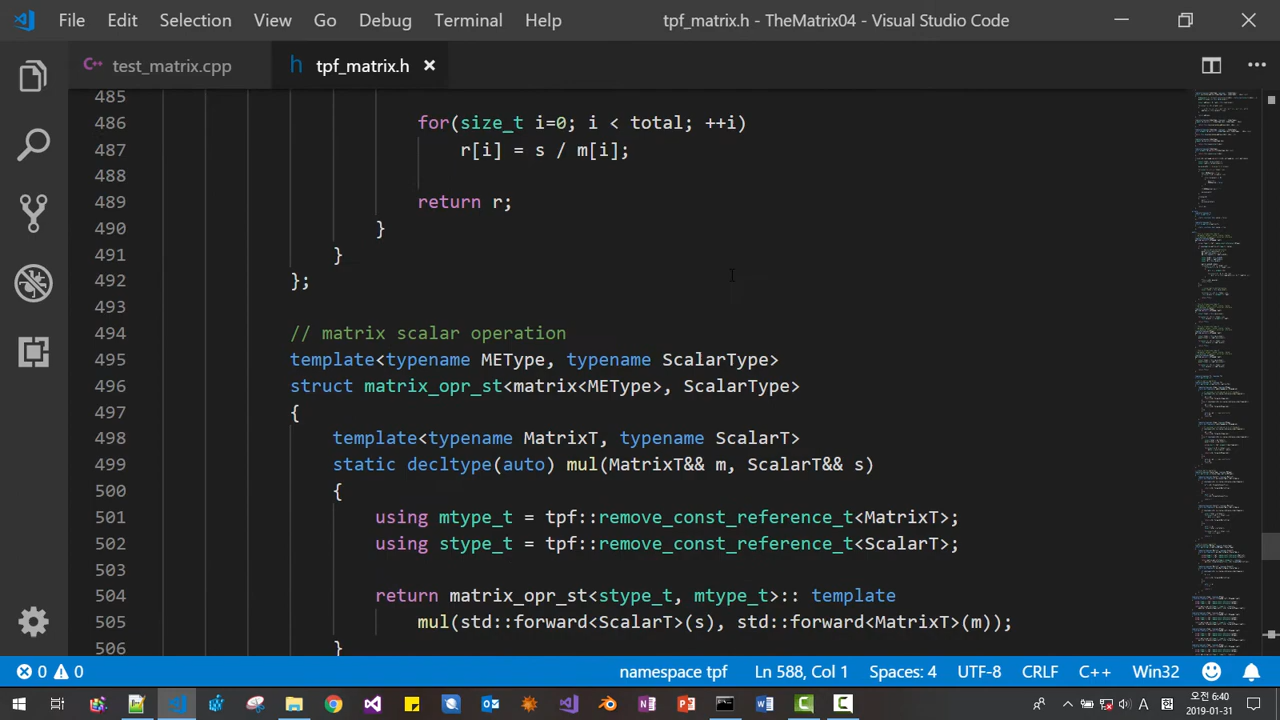 File Edit Selection View Go Debug Terminal Help tpf_matrix.h - TheMatrix04 - Visual Studio Code
test_matrix.cpp h tpf_matrix.h
485
486 for(size_t i=0; i < total; ++i)
487 r[i] = s / m[i];
488
489 return r;
490 }
491 }
492 };
493
494 // matrix scalar operation
495 template<typename METype, typename ScalarType>
496 struct matrix_opr_st<matrix<METype>, ScalarType>
497 {
498 template<typename MatrixT, typename ScalarT>
499 static decltype(auto) mul(MatrixT&& m, ScalarT&& s)
500 {
501 using mtype_t = tpf::remove_const_reference_t<MatrixT>;
502 using stype_t = tpf::remove_const_reference_t<ScalarT>;
503
504 return matrix_opr_st<stype_t, mtype_t>:: template
505 mul(std::forward<ScalarT>(s), std::forward<MatrixT>(m));
506 }
0 0 namespace tpf Ln 588, Col 1 Spaces: 4 UTF-8 CRLF C++ Win32
오전 6:40
2019-01-31